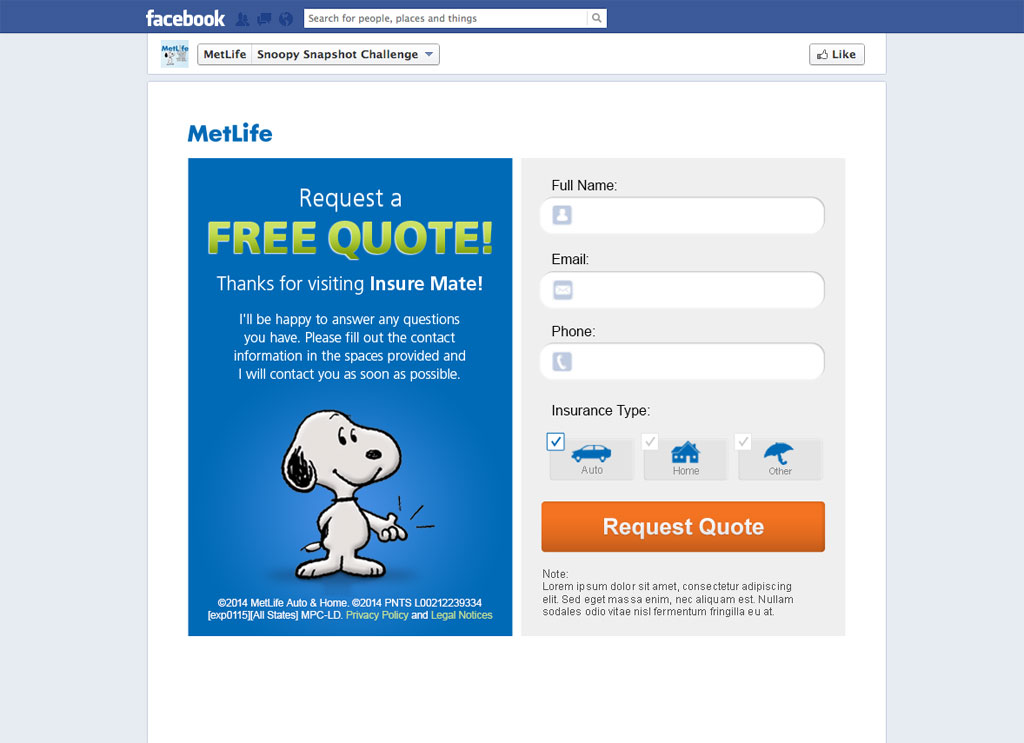 facebook
Search for people, places and things
MetLife
MetLife Snoopy Snapshot Challenge
Like
MetLife
Request a
FREE QUOTE!
Thanks for visiting Insure Mate!
I'll be happy to answer any questions
you have. Please fill out the contact
information in the spaces provided and
I will contact you as soon as possible.
©2014 MetLife Auto & Home. ©2014 PNTS L00212239334
[exp0115][All States] MPC-LD. Privacy Policy and Legal Notices
Full Name:
Email:
Phone:
Insurance Type:
Auto
Home
Other
Request Quote
Note:
Lorem ipsum dolor sit amet, consectetur adipiscing
elit. Sed eget massa enim, nec aliquam est. Nullam
sodales odio vitae nisl fermentum fringilla eu at.